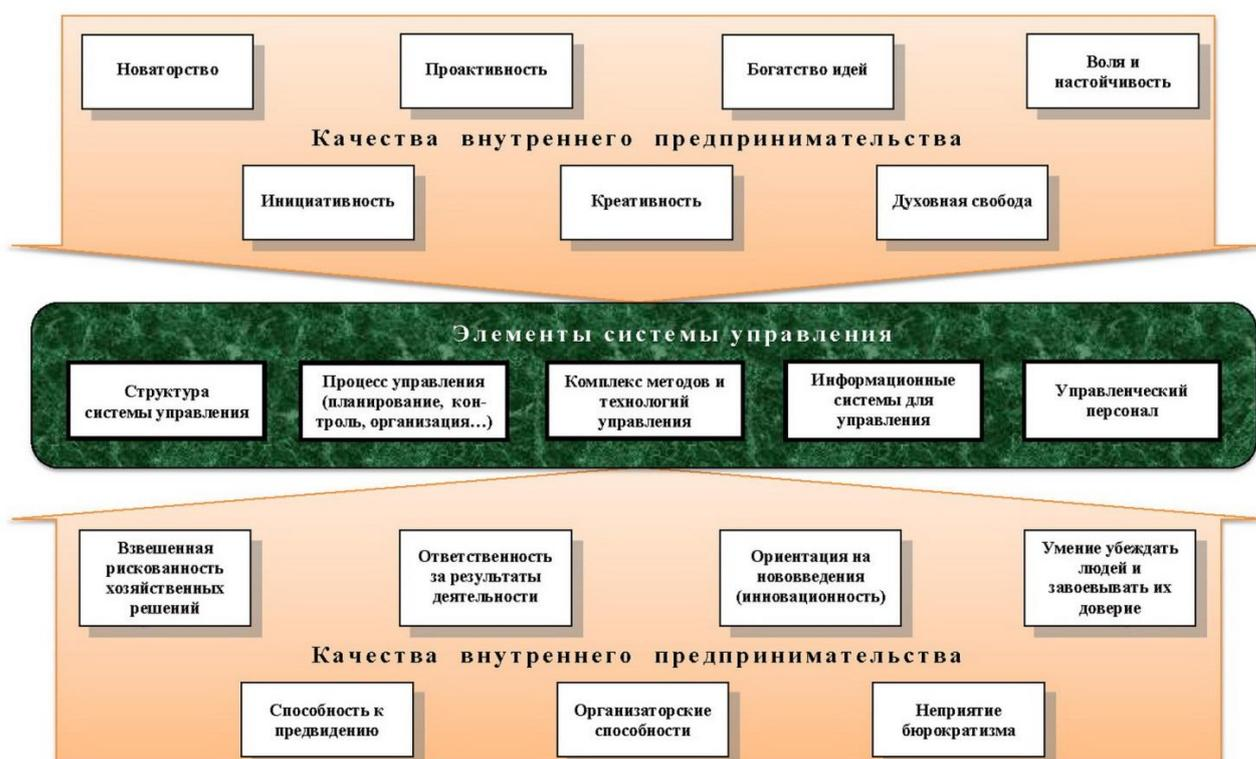 Новаторство
Проактивность
Богатство идей
Воля и
настойчивость
Качества внутреннего предпринимательства
Инициативность
Креативность
Духовная свобода
Элементы системы управления
Структура
системы управления
Процесс управления
(планирование, кон-
троль, организация...)
Комплекс методов и
технологий
управления
Информационные
системы для
управления
Управленческий
персонал
Взвешенная
рискованность
хозяйственных
решений
Ответственность
за результаты
деятельности
Ориентация на
нововведения
(инновационность)
Умение убеждать
людей и
завоевывать их
доверие
Качества внутреннего предпринимательства
Способность к
предвидению
Организаторские
способности
Неприятие
бюрократизма